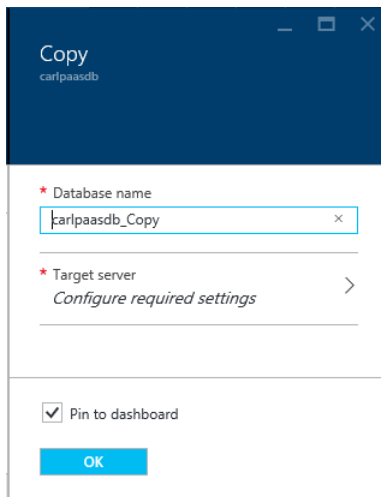 Copy
carlpaasdb
* Database name
carlpaasdb_Copy
* Target server
Configure required settings
Pin to dashboard
OK